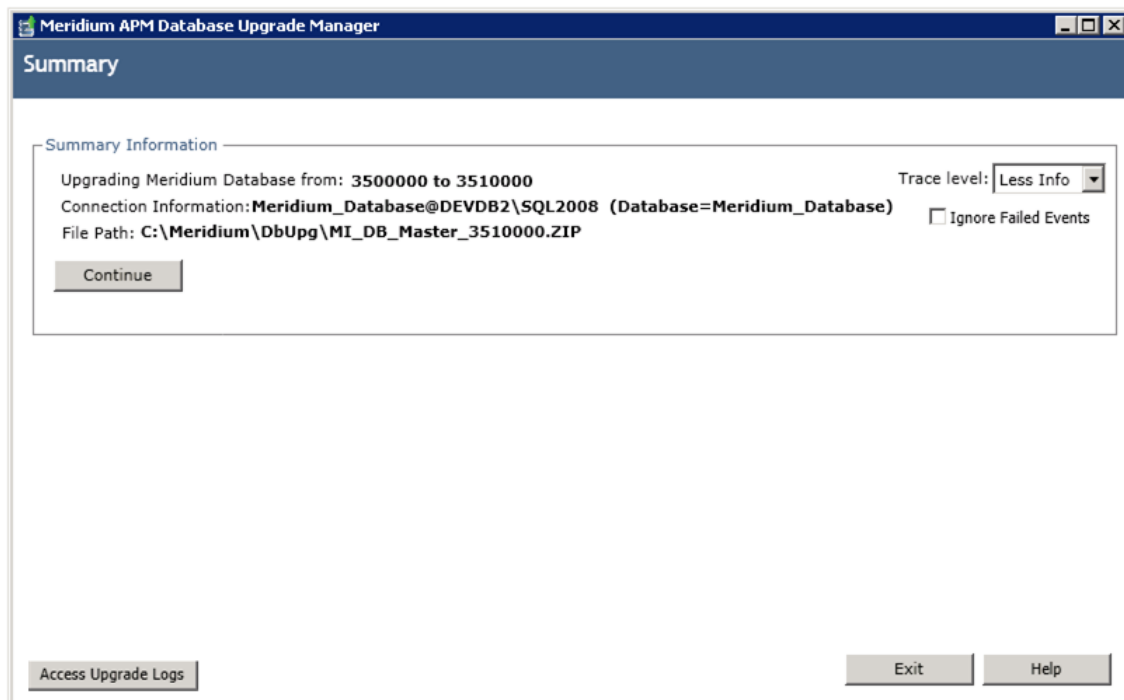 Meridium APM Database Upgrade Manager
Summary
Summary Information
Upgrading Meridium Database from: 3500000 to 3510000
Trace level: Less Info
Connection Information:Meridium_Database@DEVDB2\SQL2008 (Database=Meridium_Database)
Ignore Failed Events
File Path: C:\Meridium\DbUpg\MI_DB_Master_3510000.ZIP
Continue
Access Upgrade Logs
Exit
Help